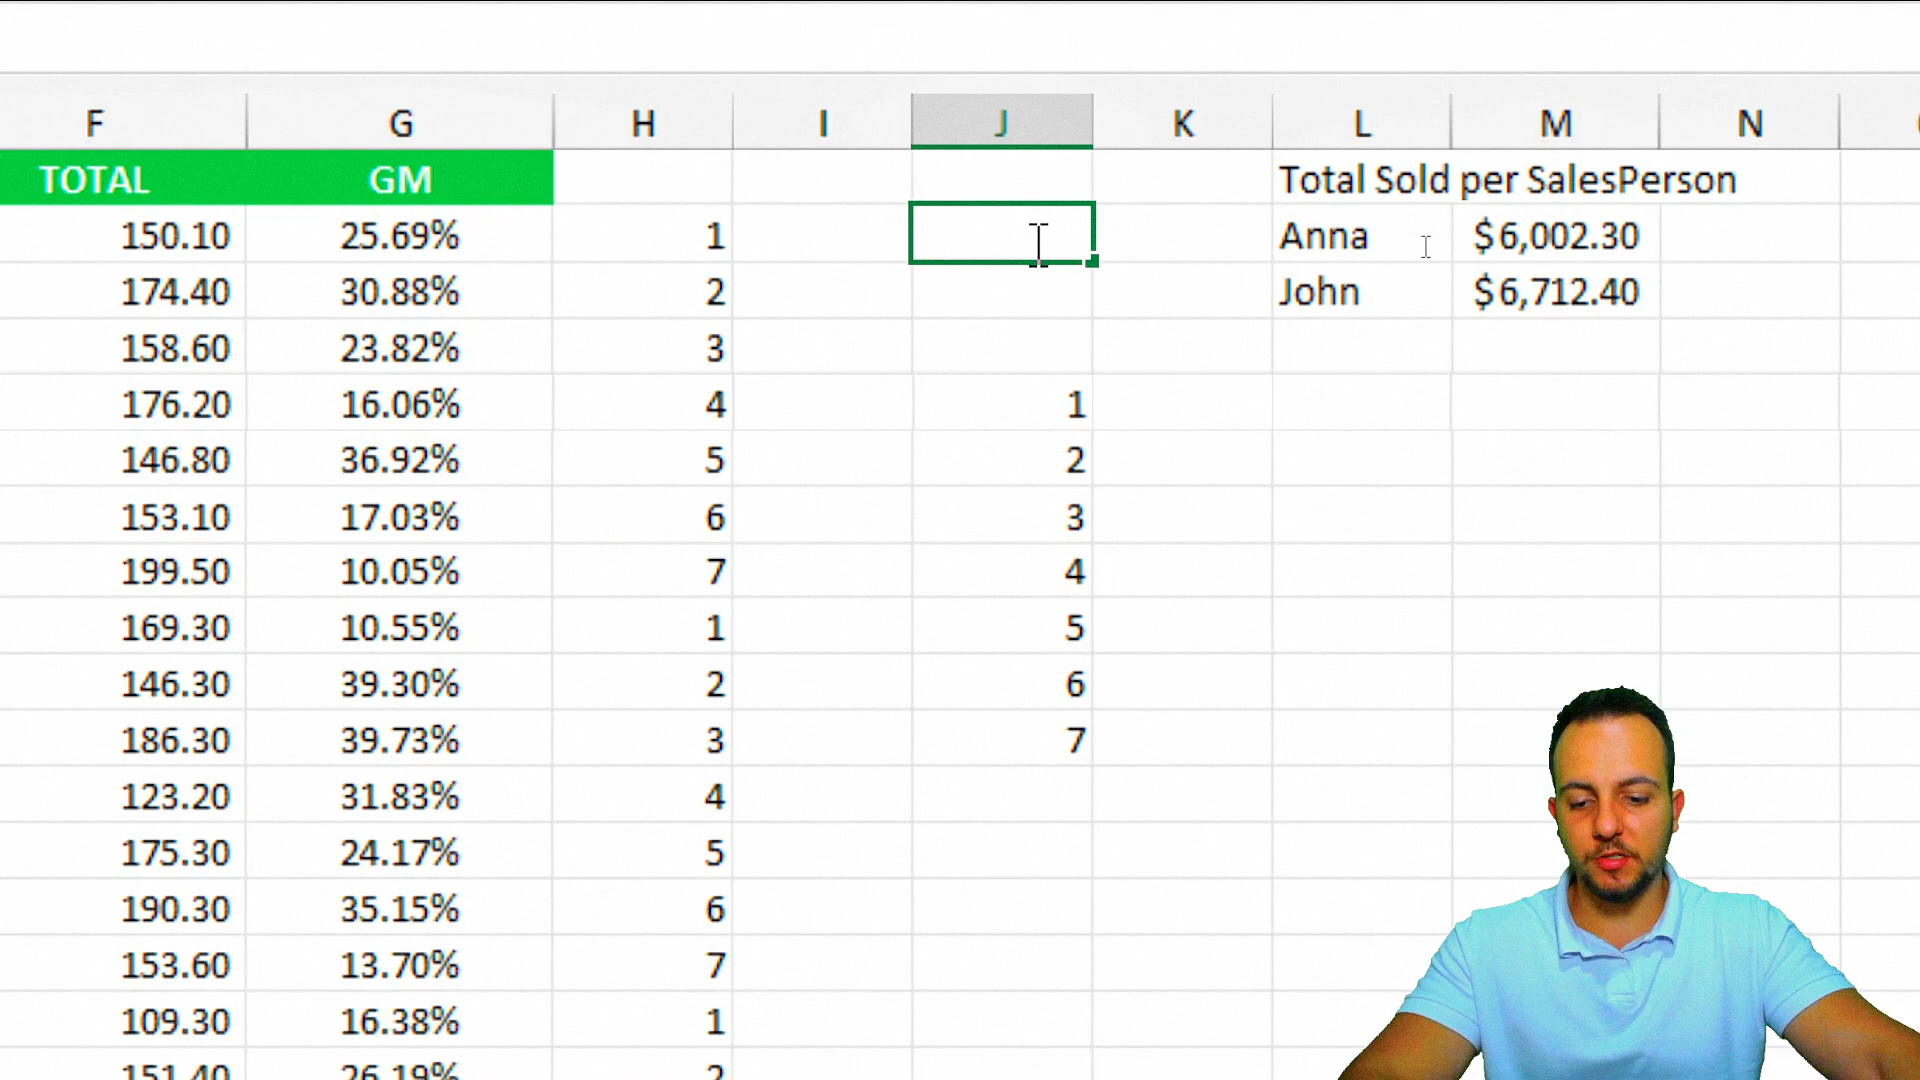 F G H I J K L M N
TOTAL GM Total Sold per SalesPerson
150.10 25.69% 1 Anna $6,002.30
174.40 30.88% 2 John $6,712.40
158.60 23.82% 3
176.20 16.06% 4 1
146.80 36.92% 5 2
153.10 17.03% 6 3
199.50 10.05% 7 4
169.30 10.55% 1 5
146.30 39.30% 2 6
186.30 39.73% 3 7
123.20 31.83% 4
175.30 24.17% 5
190.30 35.15% 6
153.60 13.70% 7
109.30 16.38% 1
151.40 26.19% 2